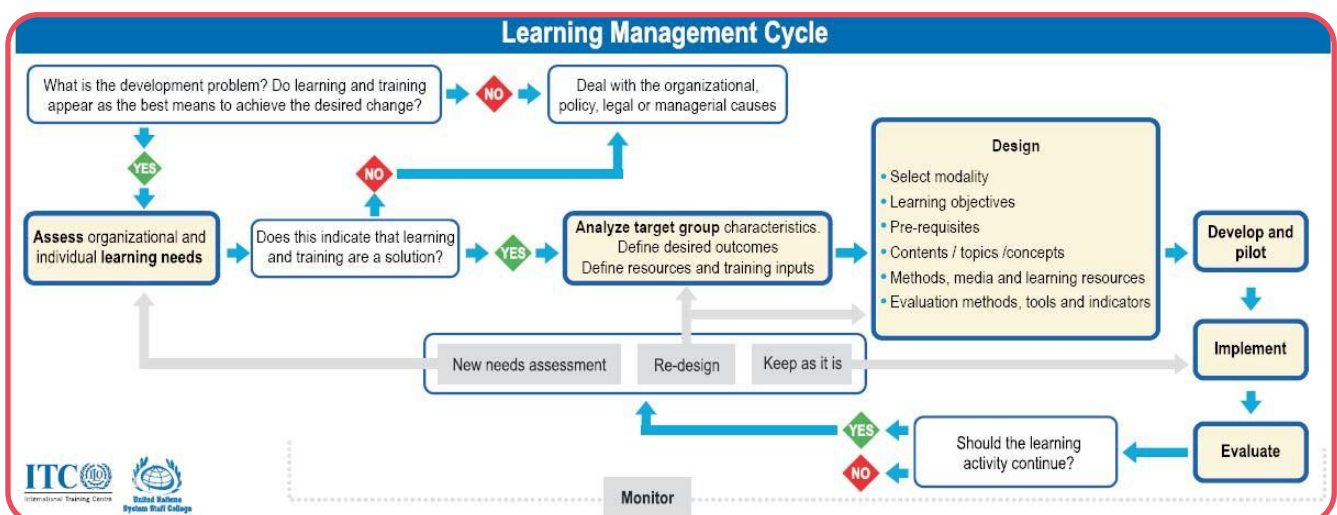 Learning Management Cycle
What is the development problem? Do learning and training
appear as the best means to achieve the desired change?
NO
Deal with the organizational,
policy, legal or managerial causes
YES
NO
Assess organizational and
individual learning needs
Does this indicate that learning
and training are a solution?
YES
Analyze target group characteristics.
Define desired outcomes
Define resources and training inputs
Design
• Select modality
• Learning objectives
• Pre-requisites
• Contents / topics /concepts
• Methods, media and learning resources
• Evaluation methods, tools and indicators
Develop and
pilot
Implement
Evaluate
New needs assessment
Re-design
Keep as it is
YES
NO
Should the learning
activity continue?
Monitor
ITC
International Training Centre
United Nations
System Staff College